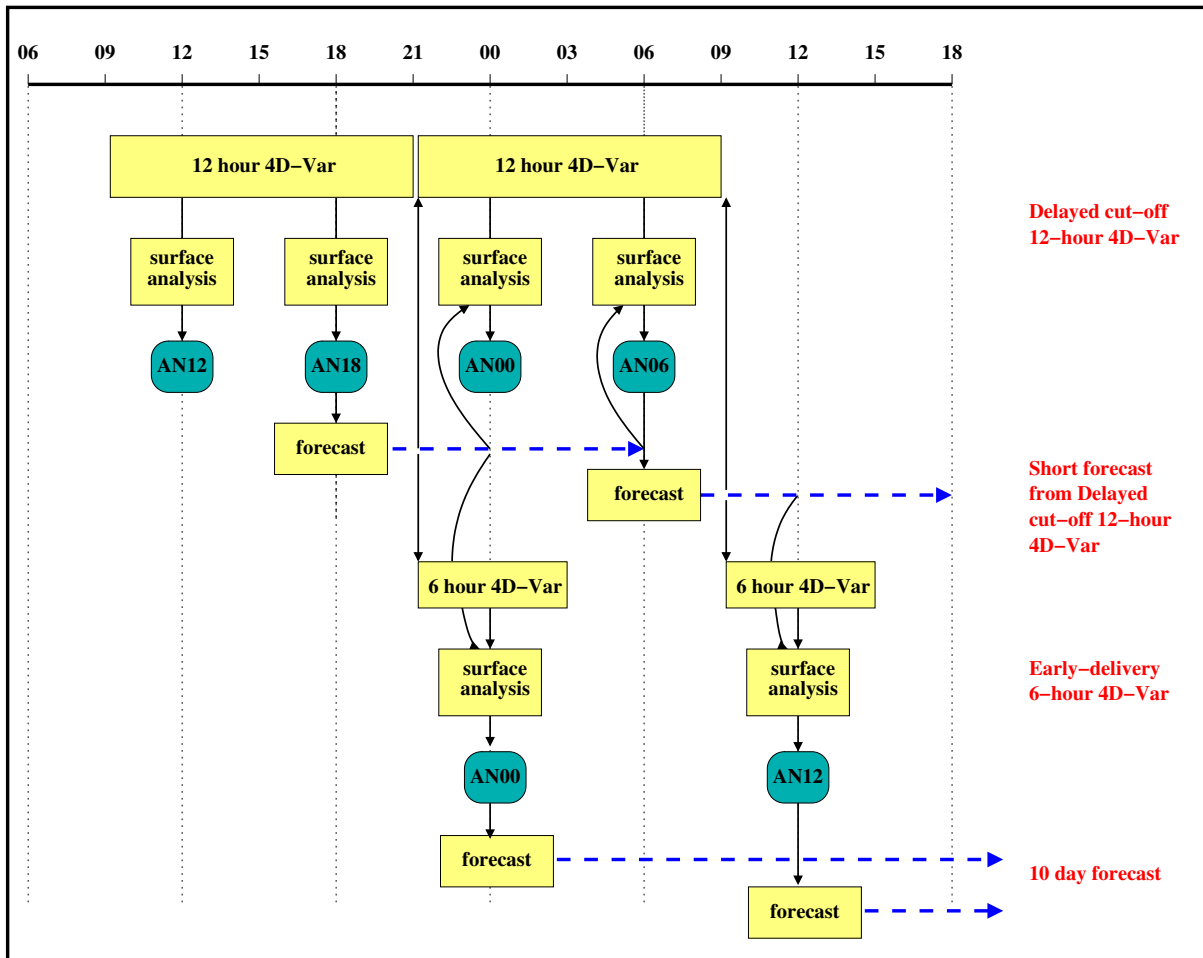 06 09 12 15 18 21 00 03 06 09 12 15 18
12 hour 4D−Var
12 hour 4D−Var
Delayed cut−off
12−hour 4D−Var
surface
analysis
surface
analysis
surface
analysis
surface
analysis
AN12
AN18
AN00
AN06
forecast
forecast
Short forecast
from Delayed
cut−off 12−hour
4D−Var
6 hour 4D−Var
6 hour 4D−Var
surface
analysis
surface
analysis
Early−delivery
6−hour 4D−Var
AN00
AN12
forecast
10 day forecast
forecast